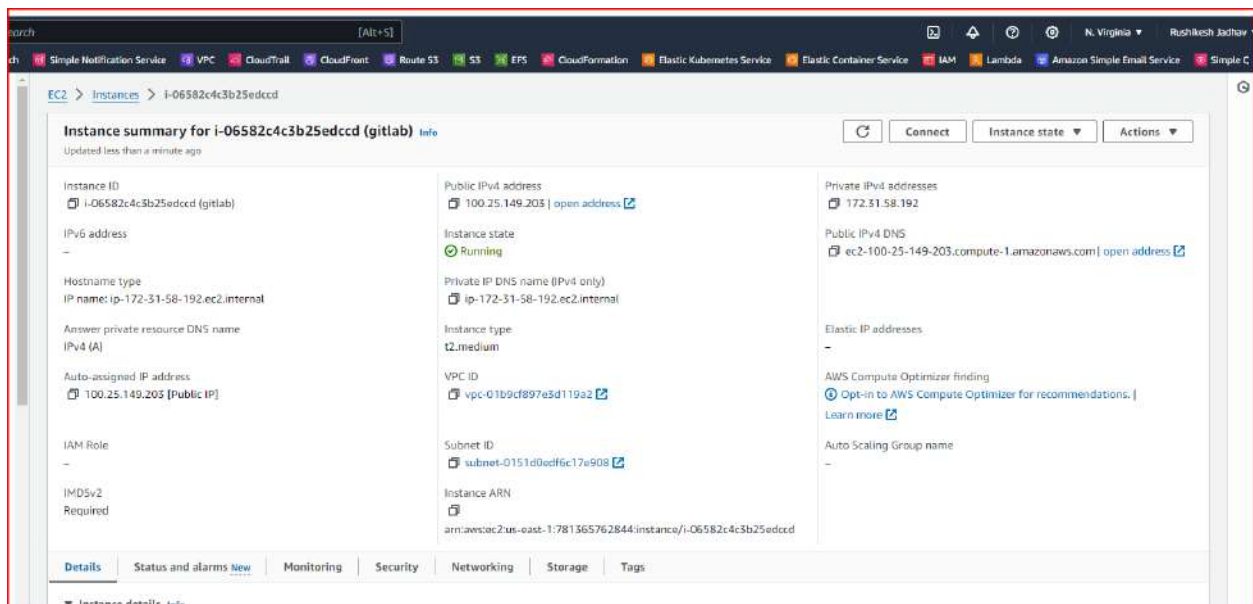 earch [Alt+S] N. Virginia ▼ Rushikesh Jadhav
ch Simple Notification Service VPC CloudTrail CloudFront Route 53 S3 EFS CloudFormation Elastic Kubernetes Service Elastic Container Service IAM Lambda Amazon Simple Email Service Simple Q
EC2 > Instances > i-06582c4c3b25edccd
Instance summary for i-06582c4c3b25edccd (gitlab) Info
Connect Instance state ▼ Actions ▼
Updated less than a minute ago
Instance ID
i-06582c4c3b25edccd (gitlab)
Public IPv4 address
100.25.149.203 | open address
Private IPv4 addresses
172.31.58.192
IPv6 address
–
Instance state
Running
Public IPv4 DNS
ec2-100-25-149-203.compute-1.amazonaws.com | open address
Hostname type
IP name: ip-172-31-58-192.ec2.internal
Private IP DNS name (IPv4 only)
ip-172-31-58-192.ec2.internal
Answer private resource DNS name
IPv4 (A)
Instance type
t2.medium
Elastic IP addresses
–
Auto-assigned IP address
100.25.149.203 [Public IP]
VPC ID
vpc-01b9cf897e3d119a2
AWS Compute Optimizer finding
Opt-in to AWS Compute Optimizer for recommendations. |
Learn more
IAM Role
–
Subnet ID
subnet-0151d0edf6c17e908
Auto Scaling Group name
–
IMDSv2
Required
Instance ARN
arn:aws:ec2:us-east-1:781365762844:instance/i-06582c4c3b25edccd
Details Status and alarms New Monitoring Security Networking Storage Tags
▼ Instance details Info